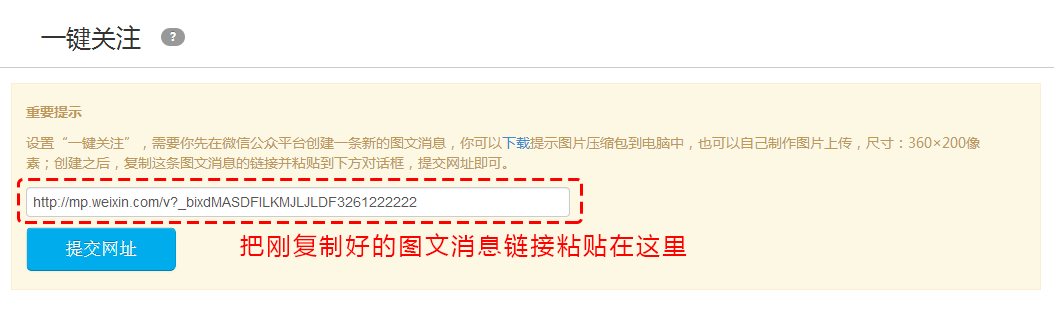 一键关注 ?
重要提示
设置“一键关注”，需要你先在微信公众平台创建一条新的图文消息，你可以下载提示图片压缩包到电脑中，也可以自己制作图片上传，尺寸：360×200像
素；创建之后，复制这条图文消息的链接并粘贴到下方对话框，提交网址即可。
http://mp.weixin.com/v?_bixdMASDFILKMJLJLDF3261222222
提交网址
把刚复制好的图文消息链接粘贴在这里